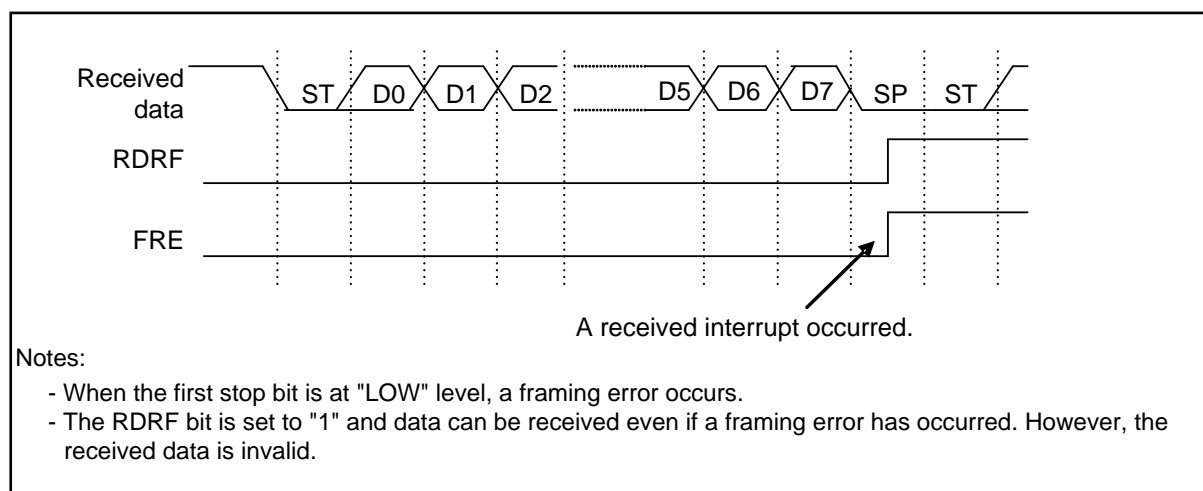 Received data
ST D0 D1 D2 D5 D6 D7 SP ST
RDRF
FRE
A received interrupt occurred.
Notes:
- When the first stop bit is at "LOW" level, a framing error occurs.
- The RDRF bit is set to "1" and data can be received even if a framing error has occurred. However, the
received data is invalid.